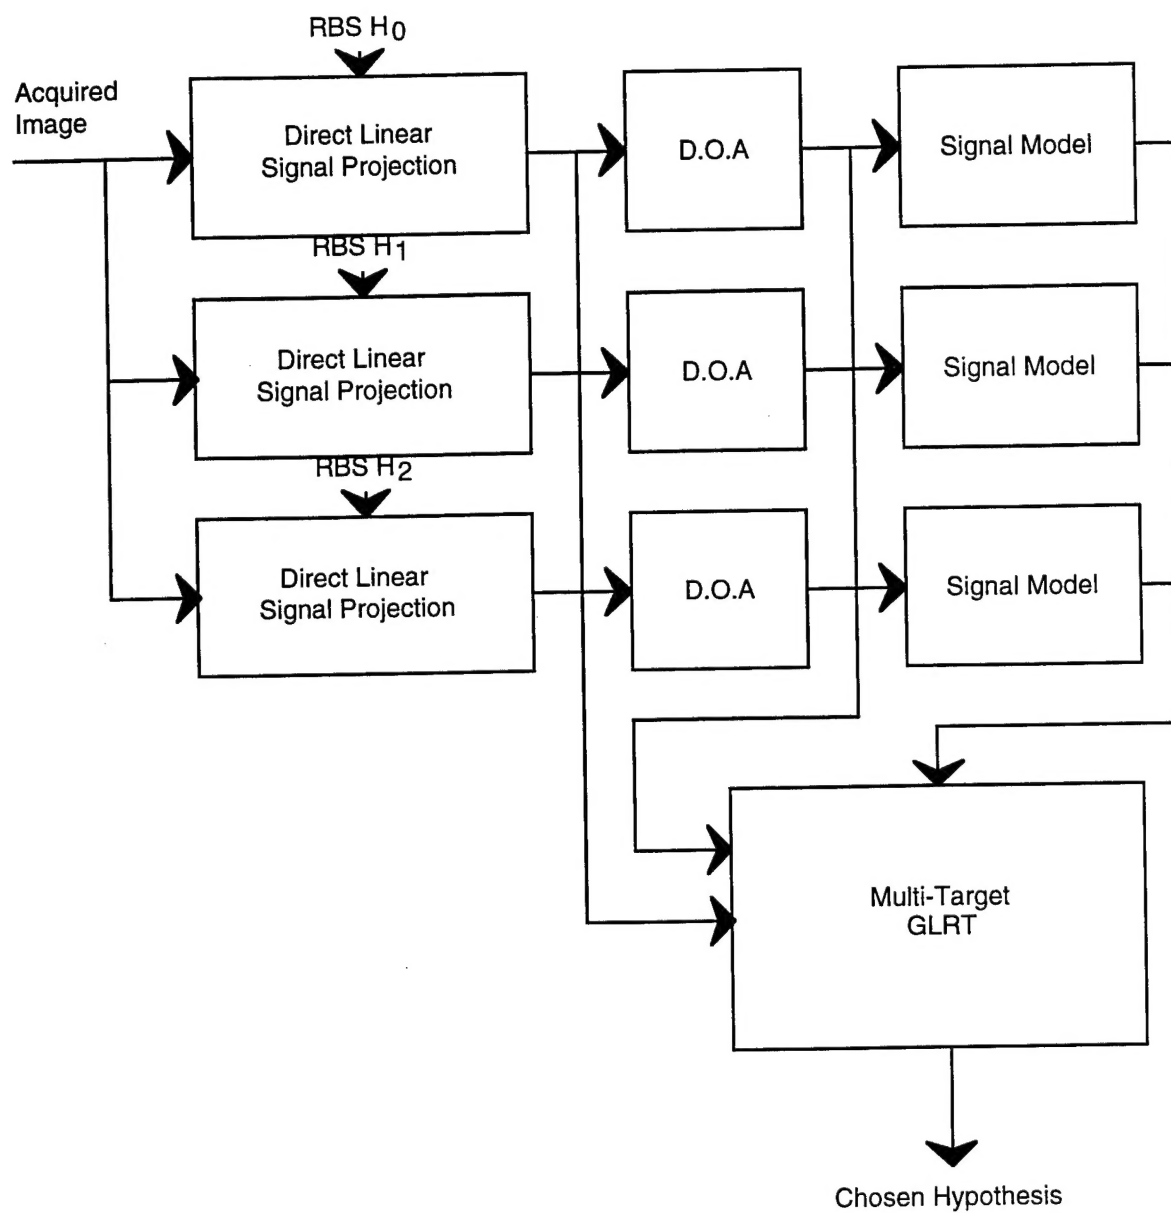 RBS H0
Acquired
Image
Direct Linear
Signal Projection
D.O.A
Signal Model
RBS H1
Direct Linear
Signal Projection
D.O.A
Signal Model
RBS H2
Direct Linear
Signal Projection
D.O.A
Signal Model
Multi-Target
GLRT
Chosen Hypothesis